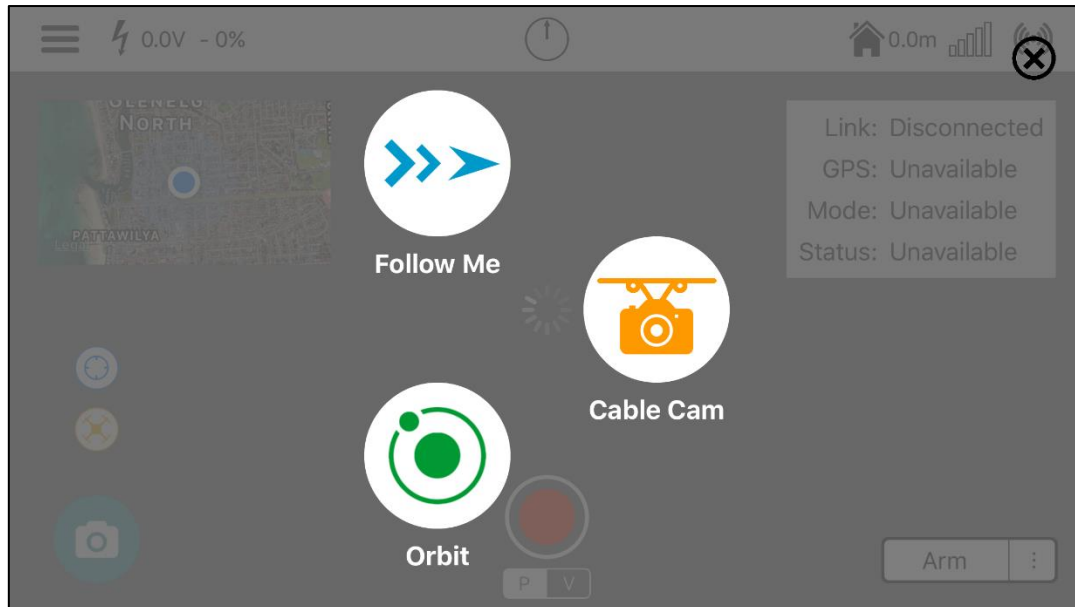 0.0V - 0%
0.0m
GLENELG
NORTH
PATTAWILYA
Link: Disconnected
GPS: Unavailable
Mode: Unavailable
Status: Unavailable
Follow Me
Cable Cam
Orbit
P V
Arm